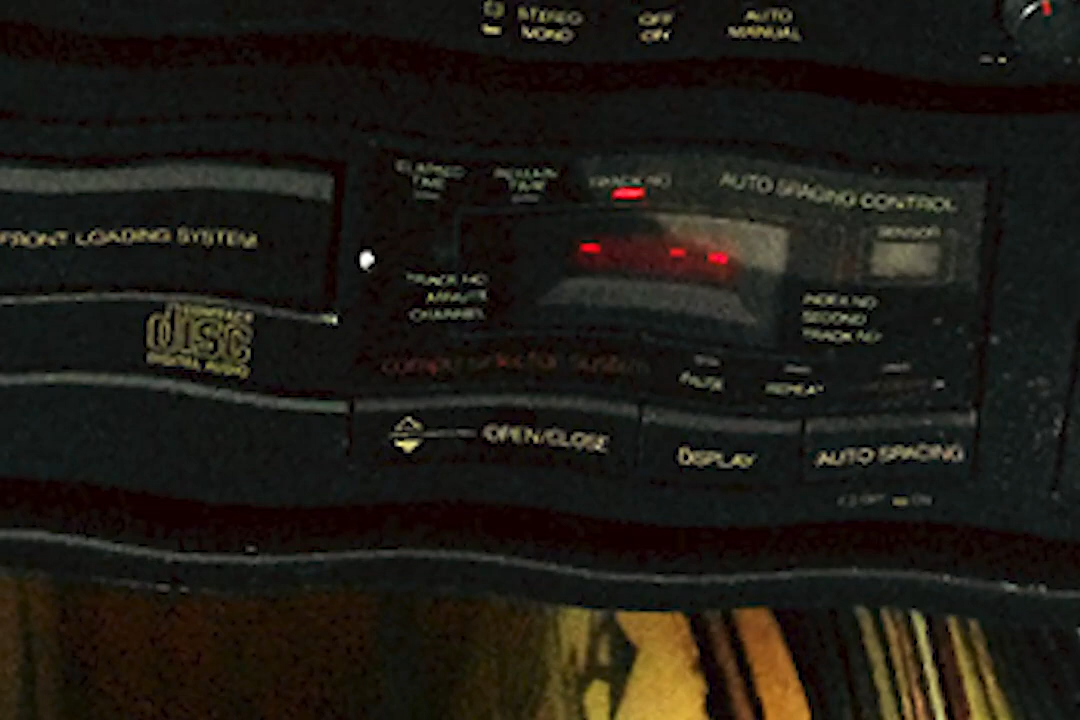 STEREO
MONO
OFF
ON
AUTO
MANUAL
ELAPSED
TIME
REMAIN
TIME
TRACK NO
AUTO SPACING CONTROL
FRONT LOADING SYSTEM
SENSOR
TRACK NO
MINUTE
CHANNEL
INDEX NO
SECOND
TRACK NO
COMPACT
disc
DIGITAL AUDIO
PAUSE
REPEAT
OPEN/CLOSE
DISPLAY
AUTO SPACING
OFF ON